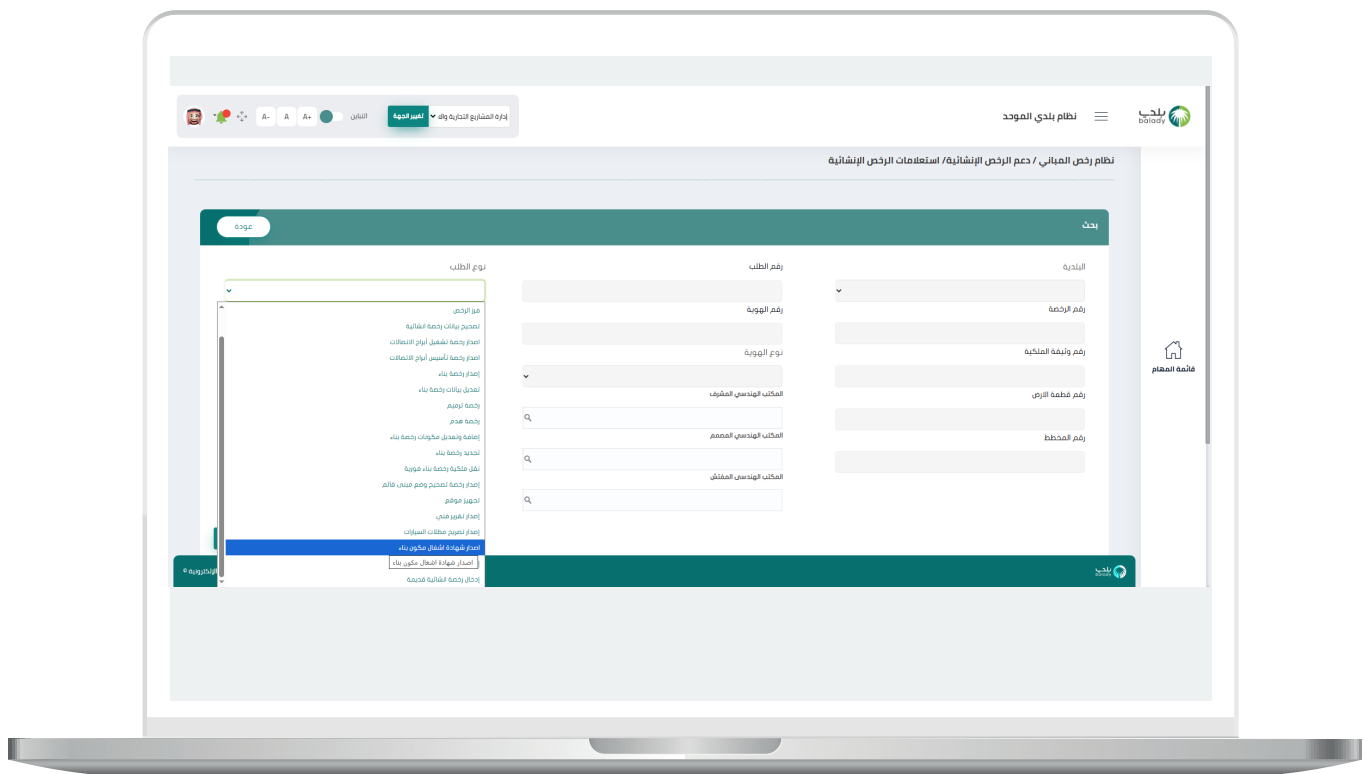 بلدي
balady
نظام بلدي الموحد
إدارة المشاريع التجارية والا
تغيير الجهة
التباين
A+
A
A-
نظام رخص المباني / دعم الرخص الإنشائية/ استعلامات الرخص الإنشائية
قائمة المهام
بحث
عودة
البلدية
رقم الطلب
نوع الطلب
رقم الرخصة
رقم الهوية
رقم وثيقة الملكية
نوع الهوية
رقم قطعة الارض
المكتب الهندسي المشرف
رقم المخطط
المكتب الهندسي المصمم
المكتب الهندسي المفتش
فرز الرخص
تصحيح بيانات رخصة انشائية
اصدار رخصة تشغيل أبراج الاتصالات
اصدار رخصة تأسيس أبراج الاتصالات
إصدار رخصة بناء
تعديل بيانات رخصة بناء
رخصة ترميم
رخصة هدم
إضافة وتعديل مكونات رخصة بناء
تجديد رخصة بناء
نقل ملكية رخصة بناء فورية
إصدار رخصة تصحيح وضع مبنى قائم
تجهيز موقع
إصدار تقرير فني
إصدار تصريح مظلات السيارات
اصدار شهادة اشغال مكون بناء
اصدار شهادة اشغال مكون بناء
إدخال رخصة انشائية قديمة
بلدي
balady
الإلكترونية ©